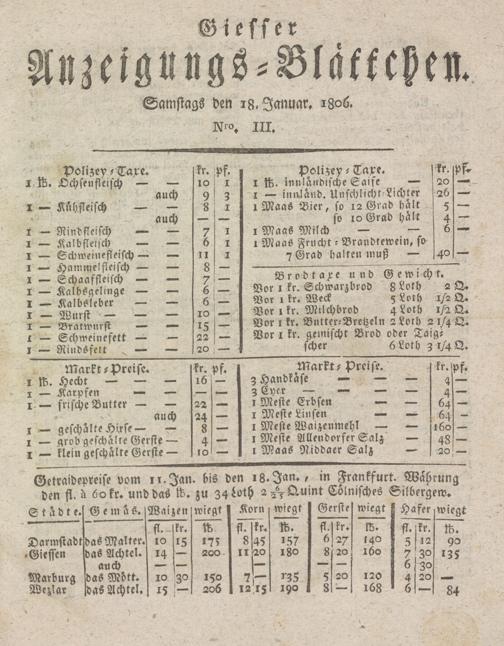 Giesser
Anzeigungs-Blättchen.
Samstags den 18. Januar. 1806.
Nro. III.
Polizey-Taxe. kr. pf.
1 ℔. Ochsenfleisch — — 10 1
auch 9 3
1 — Kühfleisch — — 8 1
auch — — —
1 — Rindfleisch — — 7 1
1 — Kalbfleisch — — 6 1
1 — Schweinefleisch — — 11 1
1 — Hammelfleisch — — 8 —
1 — Schaaffleisch — — 7 —
1 — Kalbsgelinge — — 6 —
1 — Kalbsleber — — 6 —
1 — Wurst — — 10 —
1 — Bratwurst — — 15 —
1 — Schweinefett — — 22 —
1 — Rindsfett — — 20 —
Polizey-Taxe. kr. pf.
1 ℔. innländische Saife — 20 —
1 — innländ. Unschlicht-Lichter 26 —
1 Maas Bier, so 12 Grad hält 5 —
so 10 Grad hält 4 —
1 Maas Milch — — 6 —
1 Maas Frucht-Brandtewein, so
7 Grad halten muß — 40 —
Brodtaxe und Gewicht.
Vor 1 kr. Schwarzbrod 8 Loth 2 Q.
Vor 1 kr. Weck 5 Loth 1/2 Q.
Vor 1 kr. Milchbrod 4 Loth 1/2 Q.
Vor 1 kr. Butter-Bretzeln 2 Loth 2 1/4 Q.
Vor 1 kr. gemischt Brod oder Taig-
scher 6 Loth 3 1/4 Q.
Markt-Preise. kr. pf.
1 ℔. Hecht — — 16 —
1 — Karpfen — — — —
1 — frische Butter — — 22 —
auch 24 —
1 — geschälte Hirse — — 8 —
1 — grob geschälte Gerste — 4 —
1 — klein geschälte Gerste — 10 —
Markt-Preise. kr. pf.
3 Handkäse — — 4 —
3 Eyer — — 4 —
1 Meste Erbsen — 64 —
1 Meste Linsen — 64 —
1 Meste Waizenmehl — 160 —
1 Meste Allendorfer Salz — 48 —
1 Maas Niddaer Salz — 20 —
Getraidepreise vom 11. Jan. bis den 18. Jan., in Frankfurt. Währung
den fl. à 60 kr. und das ℔. zu 34 Loth 2 Quint Cölnisches Silbergew.
Städte. Gemäs. Waizen wiegt Korn wiegt Gerste wiegt Hafer wiegt
fl. kr. ℔. fl. kr. ℔. fl. kr. ℔. fl. kr. ℔.
Darmstadt das Malter. 10 15 175 8 45 157 6 27 140 5 12 90
Giessen das Achtel. 14 — 200 11 20 180 8 20 160 7 30 135
auch — — — — 6 30
Marburg das Mött. 10 30 150 7 — 135 5 20 120 4 20 —
Wezlar das Achtel. 15 — 206 12 15 190 8 — 168 6 — 84